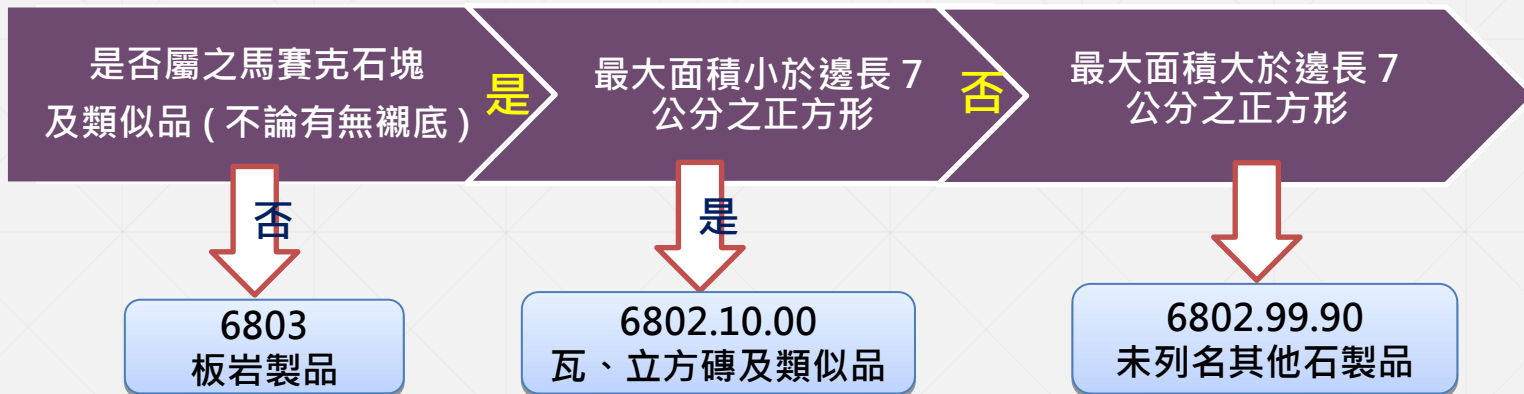 是否屬之馬賽克石塊
及類似品 ( 不論有無襯底 )
是
最大面積小於邊長 7
公分之正方形
否
最大面積大於邊長 7
公分之正方形
否
是
6803
板岩製品
6802.10.00
瓦、立方磚及類似品
6802.99.90
未列名其他石製品